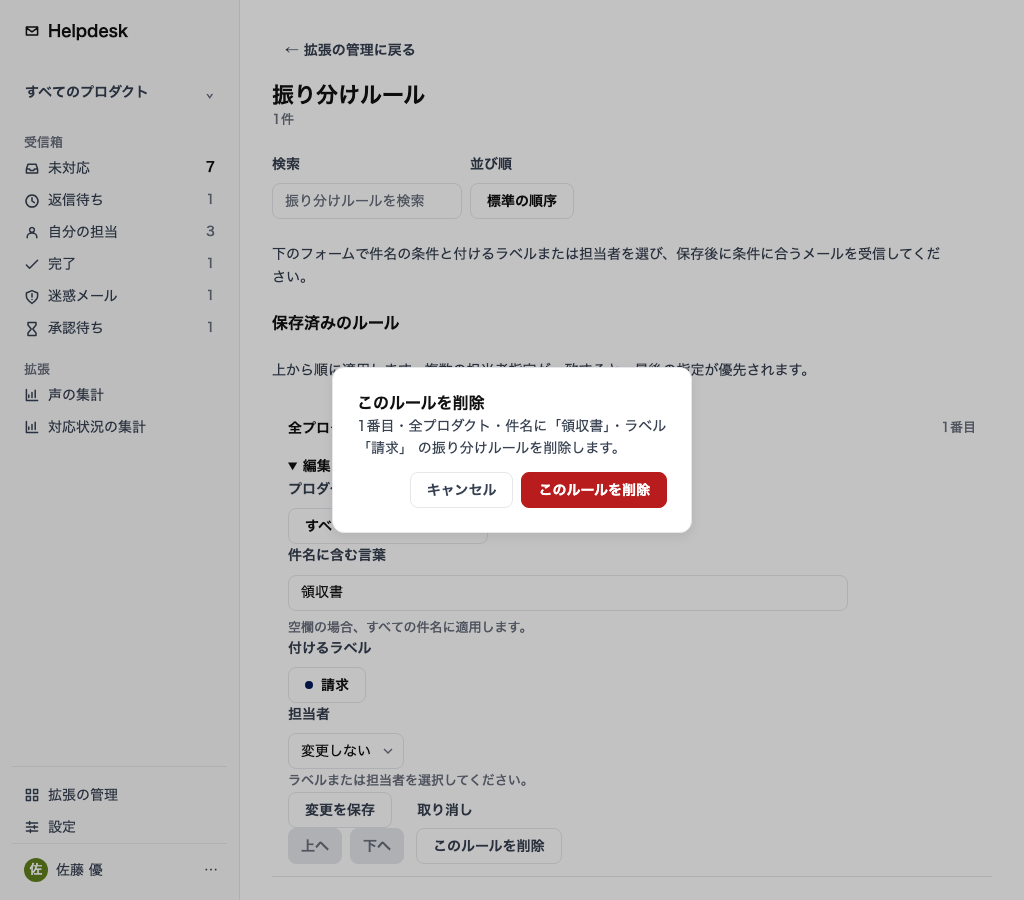 Helpdesk
すべてのプロダクト
受信箱
未対応 7
返信待ち 1
自分の担当 3
完了 1
迷惑メール 1
承認待ち 1
拡張
声の集計
対応状況の集計
拡張の管理
設定
佐 佐藤 優 …
← 拡張の管理に戻る
振り分けルール
1件
検索 並び順
振り分けルールを検索 標準の順序
下のフォームで件名の条件と付けるラベルまたは担当者を選び、保存後に条件に合うメールを受信してくだ
さい。
保存済みのルール
上から順に適用します。複数の担当者指定が一致すると、最後の指定が優先されます。
全プロ 1番目
▼ 編集
プロダ
すべ
このルールを削除
1番目・全プロダクト・件名に「領収書」・ラベル
「請求」 の振り分けルールを削除します。
キャンセル このルールを削除
件名に含む言葉
領収書
空欄の場合、すべての件名に適用します。
付けるラベル
請求
担当者
変更しない
ラベルまたは担当者を選択してください。
変更を保存 取り消し
上へ 下へ このルールを削除